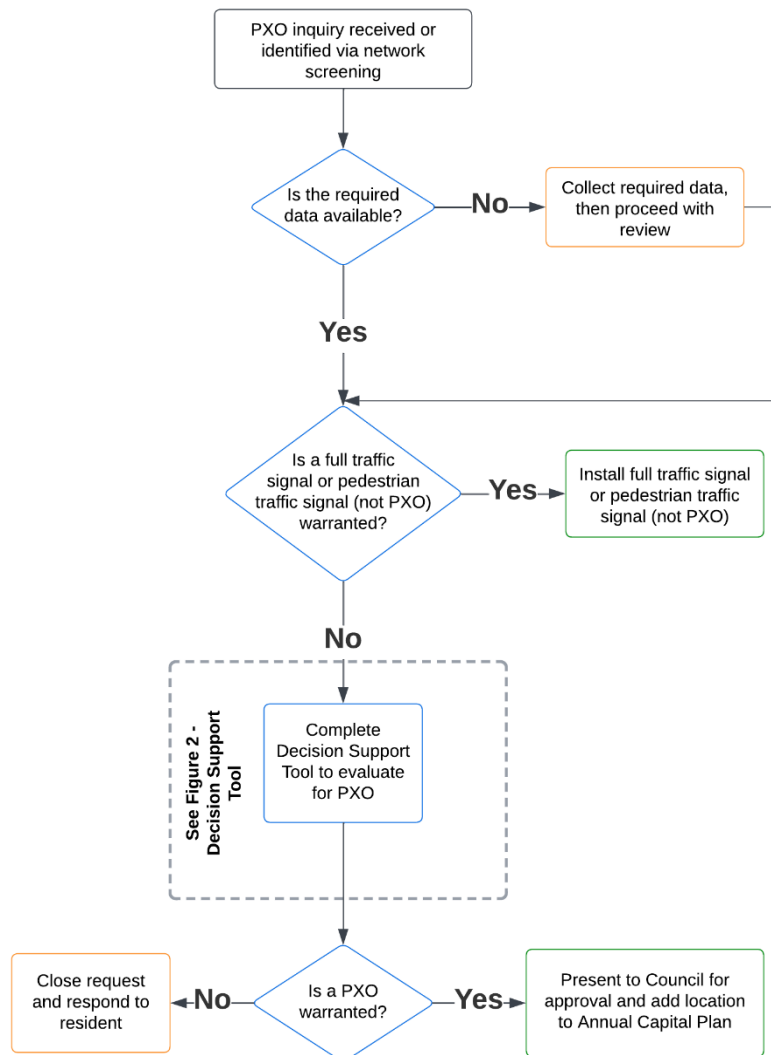 PXO inquiry received or
identified via network
screening
Is the required
data available?
No
Collect required data,
then proceed with
review
Yes
Is a full traffic
signal or pedestrian
traffic signal (not PXO)
warranted?
Yes
Install full traffic signal
or pedestrian traffic
signal (not PXO)
No
See Figure 2 -
Decision Support
Tool
Complete
Decision Support
Tool to evaluate
for PXO
Close request
and respond to
resident
No
Is a PXO
warranted?
Yes
Present to Council for
approval and add location
to Annual Capital Plan